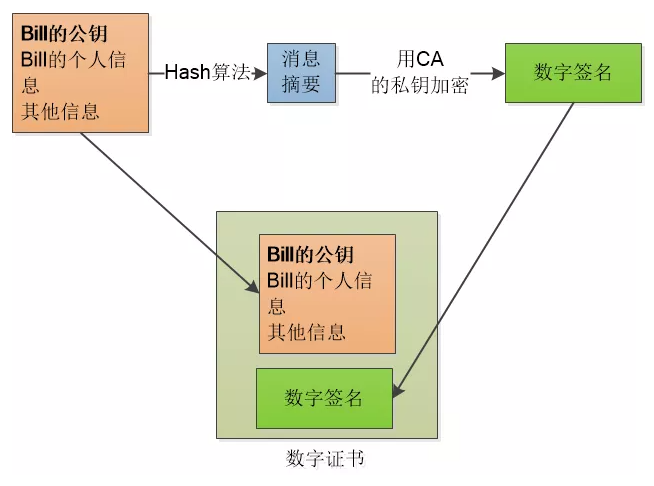 Bill的公钥
Bill的个人信
息
其他信息
Hash算法
消息
摘要
用CA
的私钥加密
数字签名
Bill的公钥
Bill的个人信
息
其他信息
数字签名
数字证书